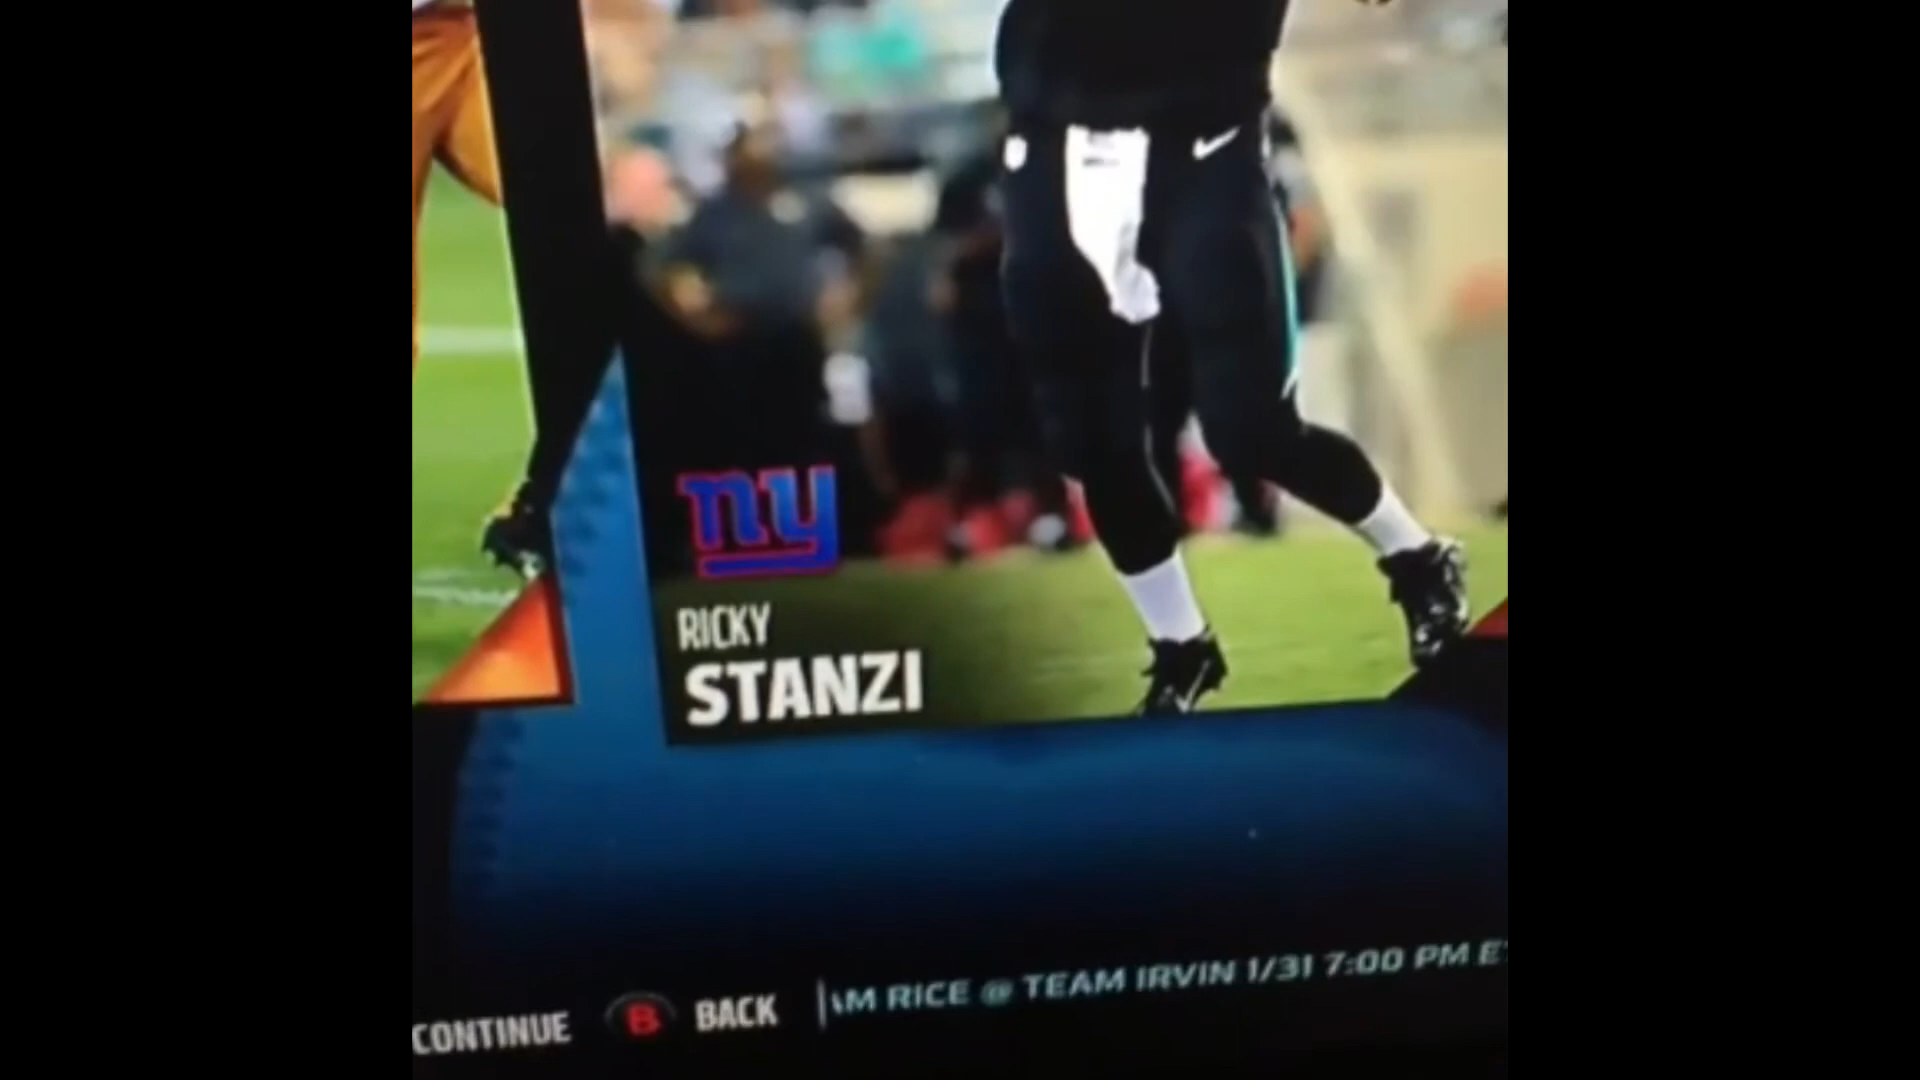 ny
RICKY
STANZI
CONTINUE B BACK
M RICE @ TEAM IRVIN 1/31 7:00 PM E